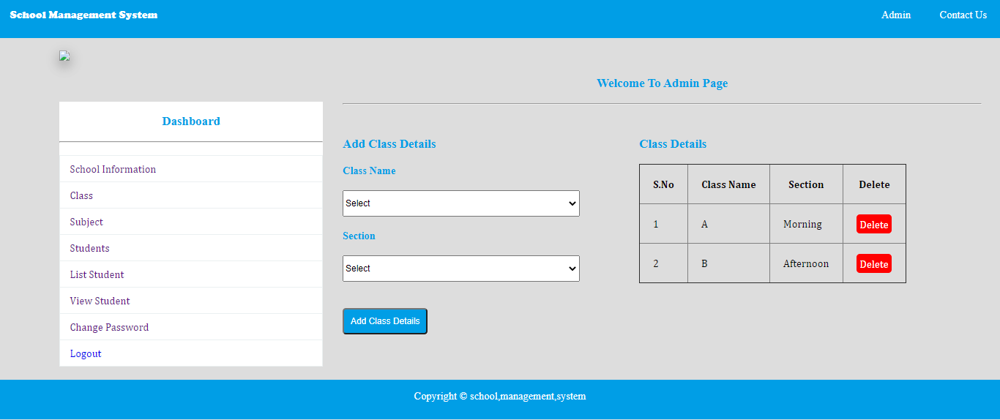 School Management System
Admin Contact Us
Welcome To Admin Page
Dashboard
School Information
Class
Subject
Students
List Student
View Student
Change Password
Logout
Add Class Details
Class Name
Select
Section
Select
Add Class Details
Class Details
S.No Class Name Section Delete
1 A Morning Delete
2 B Afternoon Delete
Copyright © school,management,system